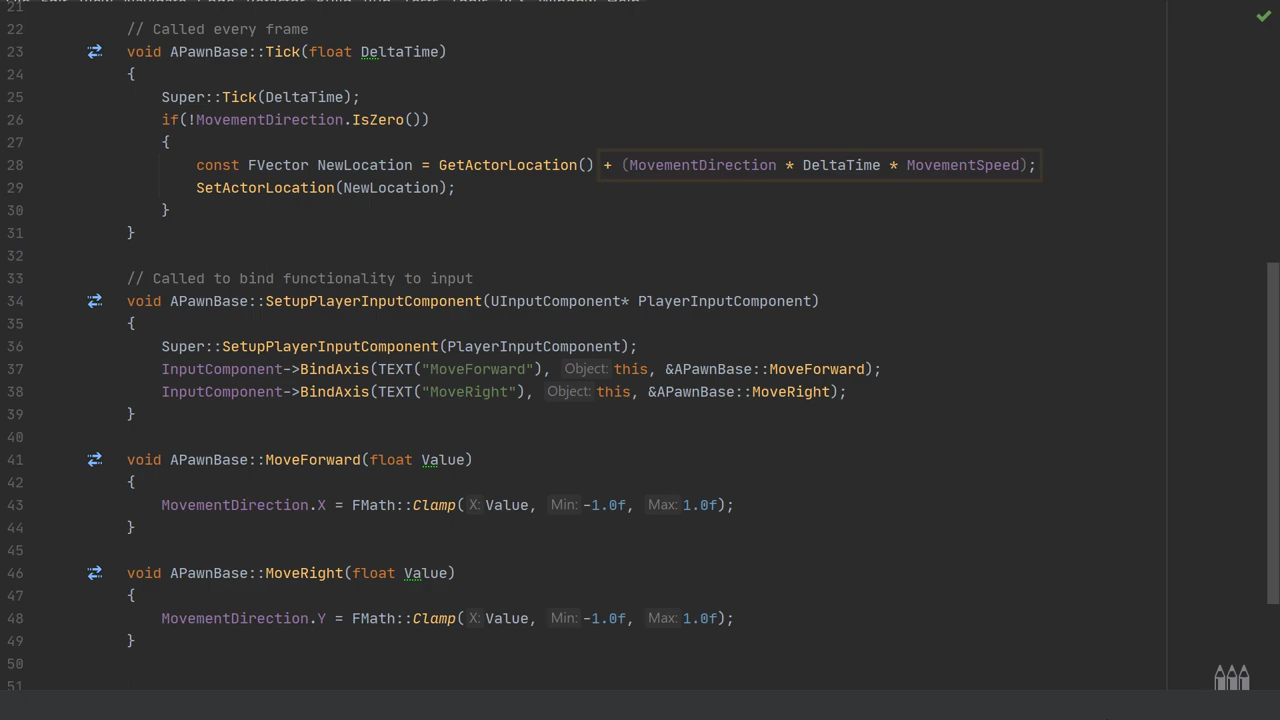 21
22 // Called every frame
23 void APawnBase::Tick(float DeltaTime)
24 {
25 Super::Tick(DeltaTime);
26 if(!MovementDirection.IsZero())
27 {
28 const FVector NewLocation = GetActorLocation() + (MovementDirection * DeltaTime * MovementSpeed);
29 SetActorLocation(NewLocation);
30 }
31 }
32
33 // Called to bind functionality to input
34 void APawnBase::SetupPlayerInputComponent(UInputComponent* PlayerInputComponent)
35 {
36 Super::SetupPlayerInputComponent(PlayerInputComponent);
37 InputComponent->BindAxis(TEXT("MoveForward"), Object: this, &APawnBase::MoveForward);
38 InputComponent->BindAxis(TEXT("MoveRight"), Object: this, &APawnBase::MoveRight);
39 }
40
41 void APawnBase::MoveForward(float Value)
42 {
43 MovementDirection.X = FMath::Clamp( X: Value, Min: -1.0f, Max: 1.0f);
44 }
45
46 void APawnBase::MoveRight(float Value)
47 {
48 MovementDirection.Y = FMath::Clamp( X: Value, Min: -1.0f, Max: 1.0f);
49 }
50
51